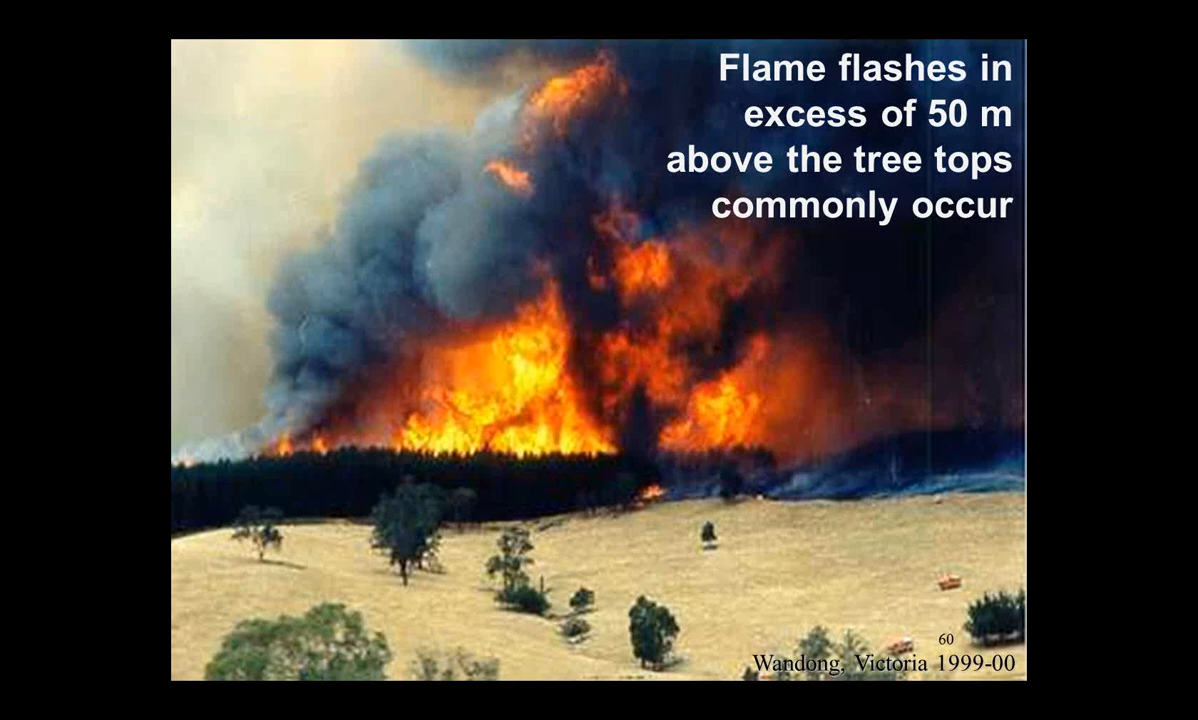 Flame flashes in
excess of 50 m
above the tree tops
commonly occur
60
Wandong, Victoria 1999-00